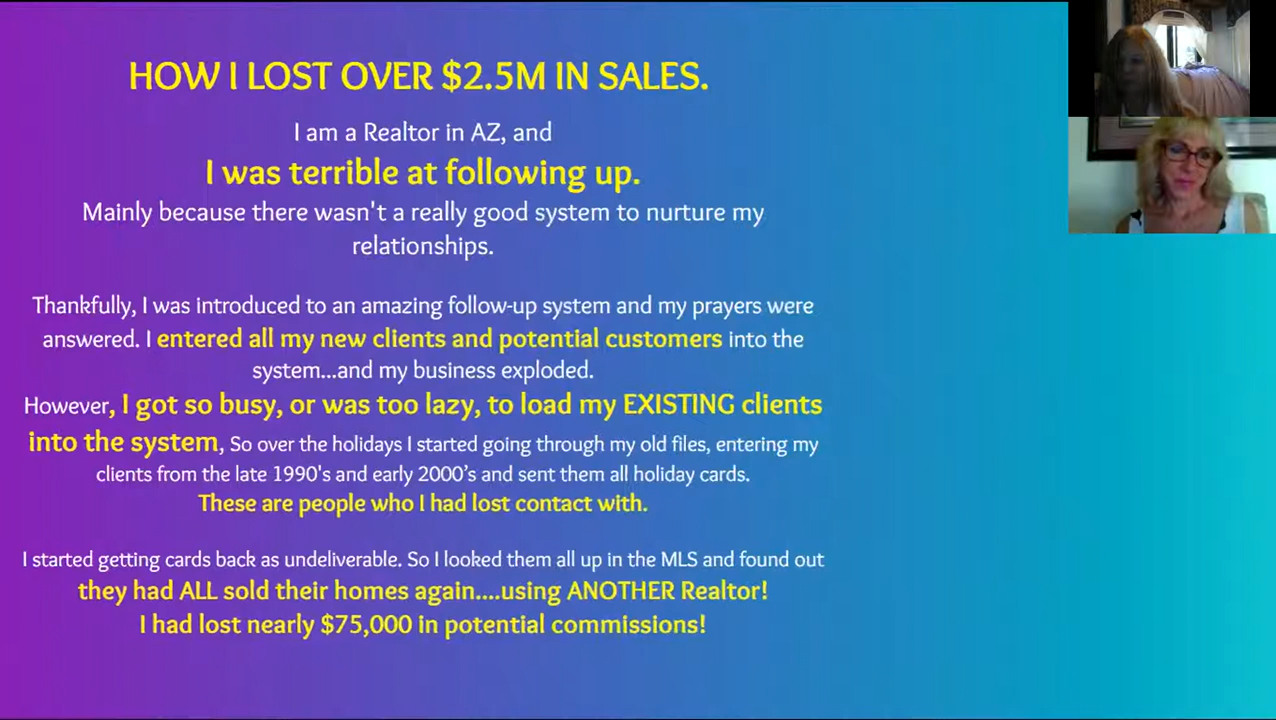 HOW I LOST OVER $2.5M IN SALES.
I am a Realtor in AZ, and
I was terrible at following up.
Mainly because there wasn't a really good system to nurture my
relationships.
Thankfully, I was introduced to an amazing follow-up system and my prayers were
answered. I entered all my new clients and potential customers into the
system...and my business exploded.
However, I got so busy, or was too lazy, to load my EXISTING clients
into the system, So over the holidays I started going through my old files, entering my
clients from the late 1990's and early 2000’s and sent them all holiday cards.
These are people who I had lost contact with.
I started getting cards back as undeliverable. So I looked them all up in the MLS and found out
they had ALL sold their homes again....using ANOTHER Realtor!
I had lost nearly $75,000 in potential commissions!